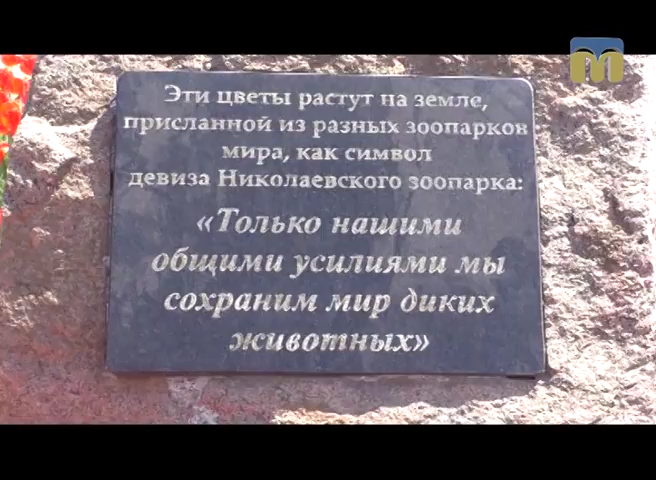 Эти цветы растут на земле,
присланной из разных зоопарков
мира, как символ
девиза Николаевского зоопарка:
«Только нашими
общими усилиями мы
сохраним мир диких
животных»